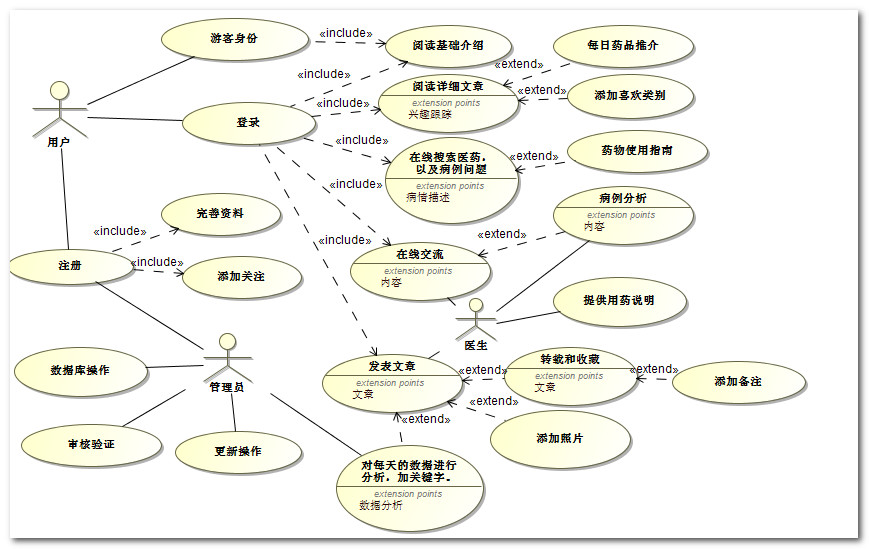 游客身份
«include»
阅读基础介绍
每日药品推介
«include»
«extend»
阅读详细文章
extension points
兴趣跟踪
«include»
«extend»
添加喜欢类别
登录
用户
«include»
在线搜索医药，
以及病例问题
extension points
病情描述
«extend»
药物使用指南
«include»
病例分析
extension points
内容
完善资料
«include»
«include»
«extend»
在线交流
extension points
内容
注册
«include»
添加关注
提供用药说明
医生
数据库操作
管理员
发表文章
extension points
文章
«extend»
转载和收藏
extension points
文章
«extend»
添加备注
«extend»
«extend»
审核验证
更新操作
添加照片
对每天的数据进行
分析，加关键字。
extension points
数据分析